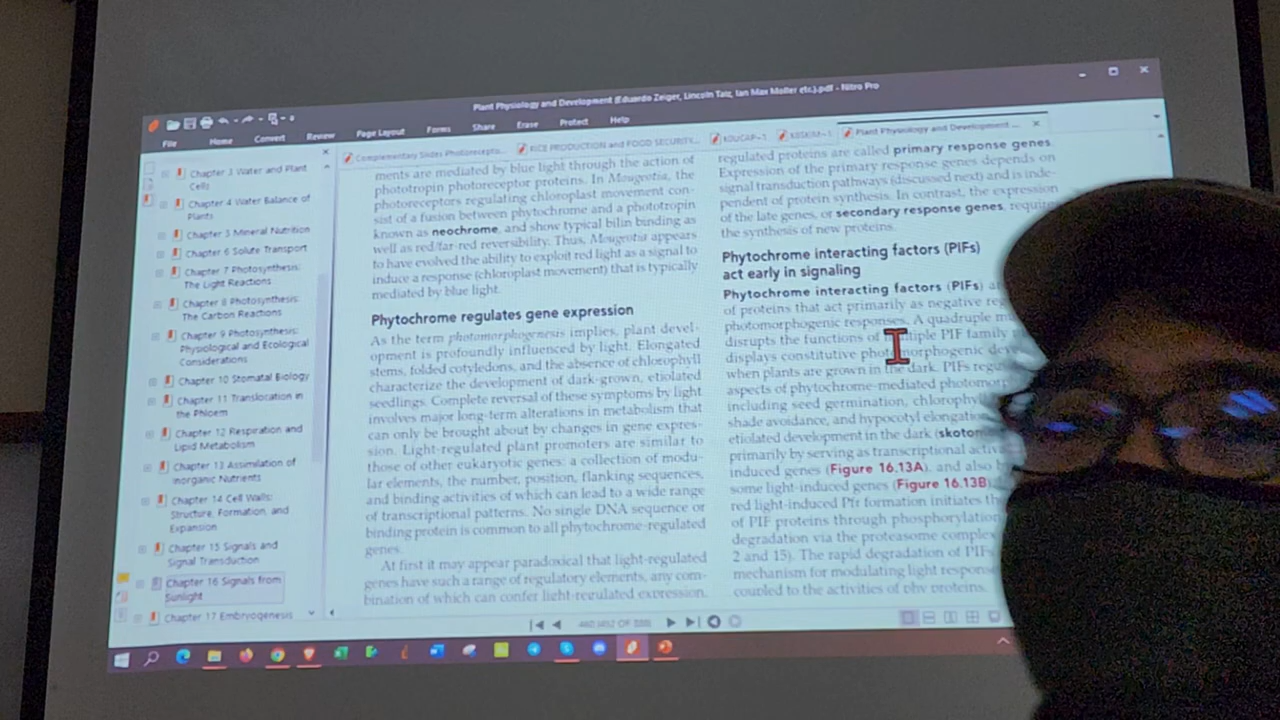 Plant Physiology and Development (Eduardo Zeiger, Lincoln Taiz, Ian Max Moller etc.).pdf - Nitro Pro
File Home Convert Review Page Layout Forms Share Erase Protect Help
Complementary Slides Photorecepto...
RICE PRODUCTION and FOOD SECURITY...
Plant Physiology and Development ...
Chapter 3 Water and Plant
Cells
Chapter 4 Water Balance of
Plants
Chapter 5 Mineral Nutrition
Chapter 6 Solute Transport
Chapter 7 Photosynthesis:
The Light Reactions
Chapter 8 Photosynthesis:
The Carbon Reactions
Chapter 9 Photosynthesis:
Physiological and Ecological
Considerations
Chapter 10 Stomatal Biology
Chapter 11 Translocation in
the Phloem
Chapter 12 Respiration and
Lipid Metabolism
Chapter 13 Assimilation of
Inorganic Nutrients
Chapter 14 Cell Walls:
Structure, Formation, and
Expansion
Chapter 15 Signals and
Signal Transduction
Chapter 16 Signals from
Sunlight
Chapter 17 Embryogenesis
ments are mediated by blue light through the action of
phototropin photoreceptor proteins. In Mougeotia, the
photoreceptors regulating chloroplast movement con-
sist of a fusion between phytochrome and a phototropin
known as neochrome, and show typical bilin binding as
well as red/far-red reversibility. Thus, Mougeotia appears
to have evolved the ability to exploit red light as a signal to
induce a response (chloroplast movement) that is typically
mediated by blue light.
Phytochrome regulates gene expression
As the term photomorphogenesis implies, plant devel-
opment is profoundly influenced by light. Elongated
stems, folded cotyledons, and the absence of chlorophyll
characterize the development of dark-grown, etiolated
seedlings. Complete reversal of these symptoms by light
involves major long-term alterations in metabolism that
can only be brought about by changes in gene expres-
sion. Light-regulated plant promoters are similar to
those of other eukaryotic genes: a collection of modu-
lar elements, the number, position, flanking sequences,
and binding activities of which can lead to a wide range
of transcriptional patterns. No single DNA sequence or
binding protein is common to all phytochrome-regulated
genes.
At first it may appear paradoxical that light-regulated
genes have such a range of regulatory elements, any com-
bination of which can confer light-regulated expression.
regulated proteins are called primary response genes.
Expression of the primary response genes depends on
signal transduction pathways (discussed next) and is inde-
pendent of protein synthesis. In contrast, the expression
of the late genes, or secondary response genes, require
the synthesis of new proteins.
Phytochrome interacting factors (PIFs)
act early in signaling
Phytochrome interacting factors (PIFs)
of proteins that act primarily as negative reg
photomorphogenic responses. A quadruple m
disrupts the functions of PIF family
displays constitutive photomorphogenic deve
when plants are grown in the dark. PIFs regu
aspects of phytochrome-mediated photomor
including seed germination, chlorophy
shade avoidance, and hypocotyl elongation
etiolated development in the dark (skoto
primarily by serving as transcriptional activa
induced genes (Figure 16.13A), and also
some light-induced genes (Figure 16.13B)
red light-induced Pfr formation initiates th
of PIF proteins through phosphorylation
degradation via the proteasome complex
2 and 15). The rapid degradation of PIFs
mechanism for modulating light respons
coupled to the activities of phy proteins.